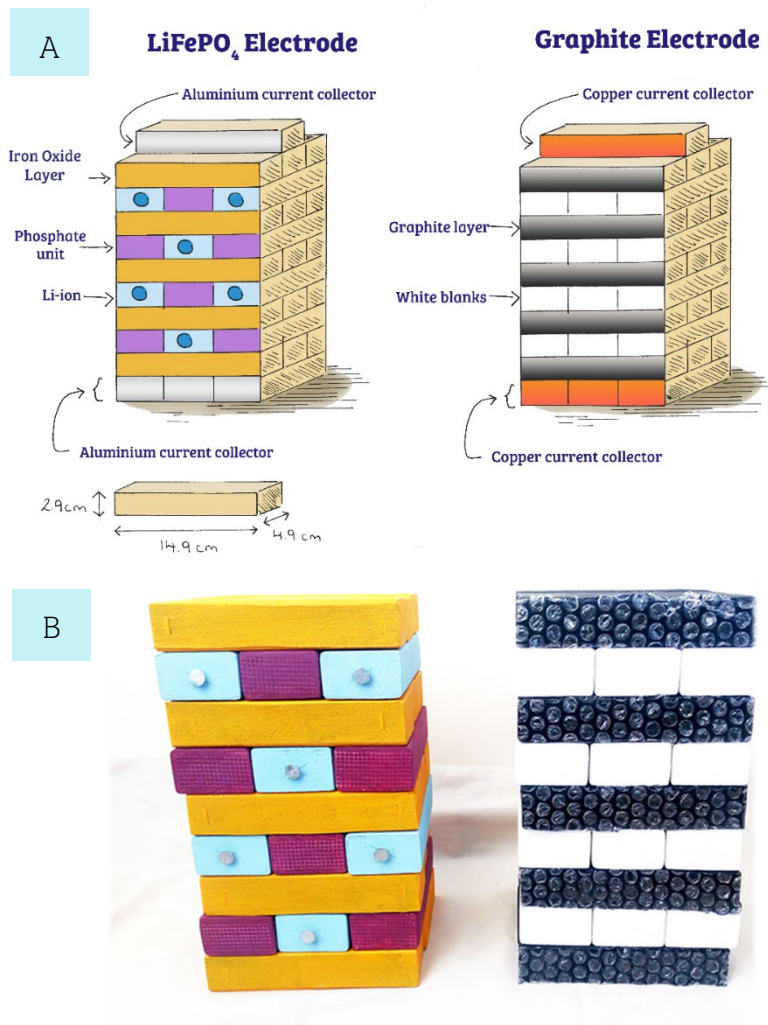 A
LiFePO₄ Electrode
Graphite Electrode
Aluminium current collector
Copper current collector
Iron Oxide
Layer
Phosphate
unit
Li-ion
Graphite layer
White blanks
Aluminium current collector
Copper current collector
2.9cm
14.9 cm
4.9 cm
B